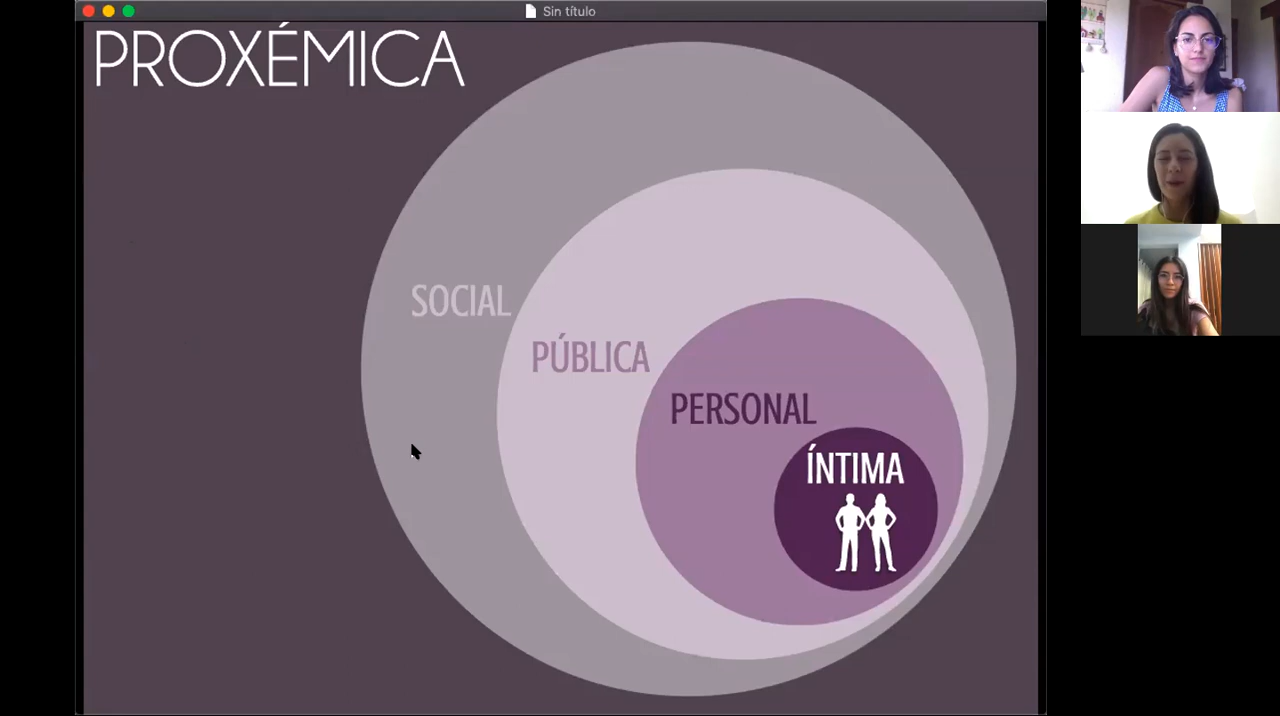 Sin título
PROXÉMICA
SOCIAL
PÚBLICA
PERSONAL
ÍNTIMA